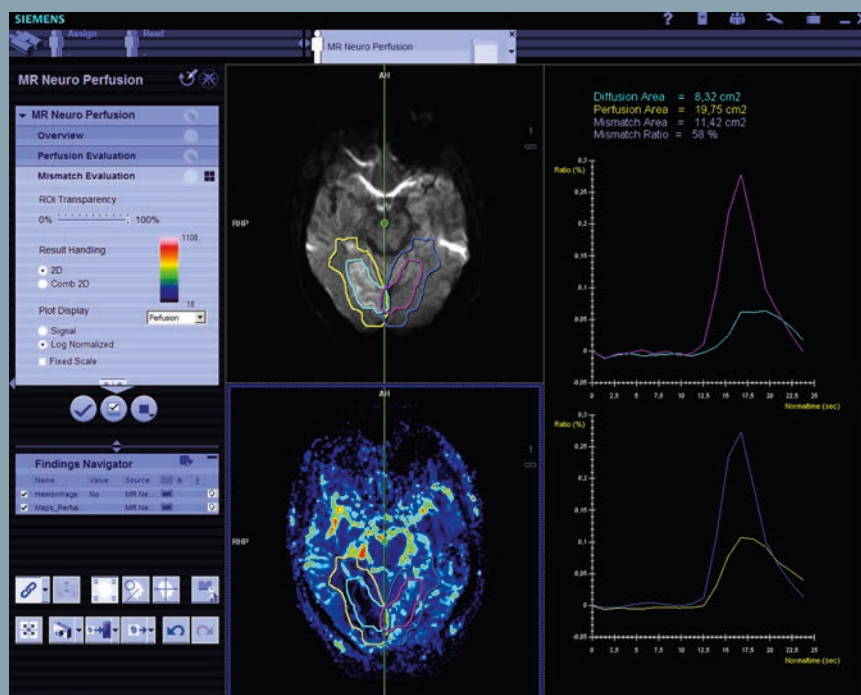 SIEMENS
Assign
Read
MR Neuro Perfusion
MR Neuro Perfusion
MR Neuro Perfusion
Overview
Perfusion Evaluation
Mismatch Evaluation
ROI Transparency :
0% 100%
Result Handling :
2D
Comb 2D
1108
18
Plot Display
Perfusion
Signal
Log Normalized
Fixed Scale
Findings Navigator
Name Value Source
Hemorrhage. No MR Ne...
Maps_Perfus... MR Ne...
AH
1
RHP
AH
1
RHP
Diffusion Area = 8,32 cm2
Perfusion Area = 19,75 cm2
Mismatch Area = 11,42 cm2
Mismatch Ratio = 58 %
Ratio (%)
0,3
0,25
0,2
0,15
0,1
0,05
0
-0,05
0 2,5 5 7,5 10 12,5 15 17,5 20 22,5 25
Normaltime (sec)
Ratio (%)
0,3
0,25
0,2
0,15
0,1
0,05
0
-0,05
0 2,5 5 7,5 10 12,5 15 17,5 20 22,5 25
Normaltime (sec)